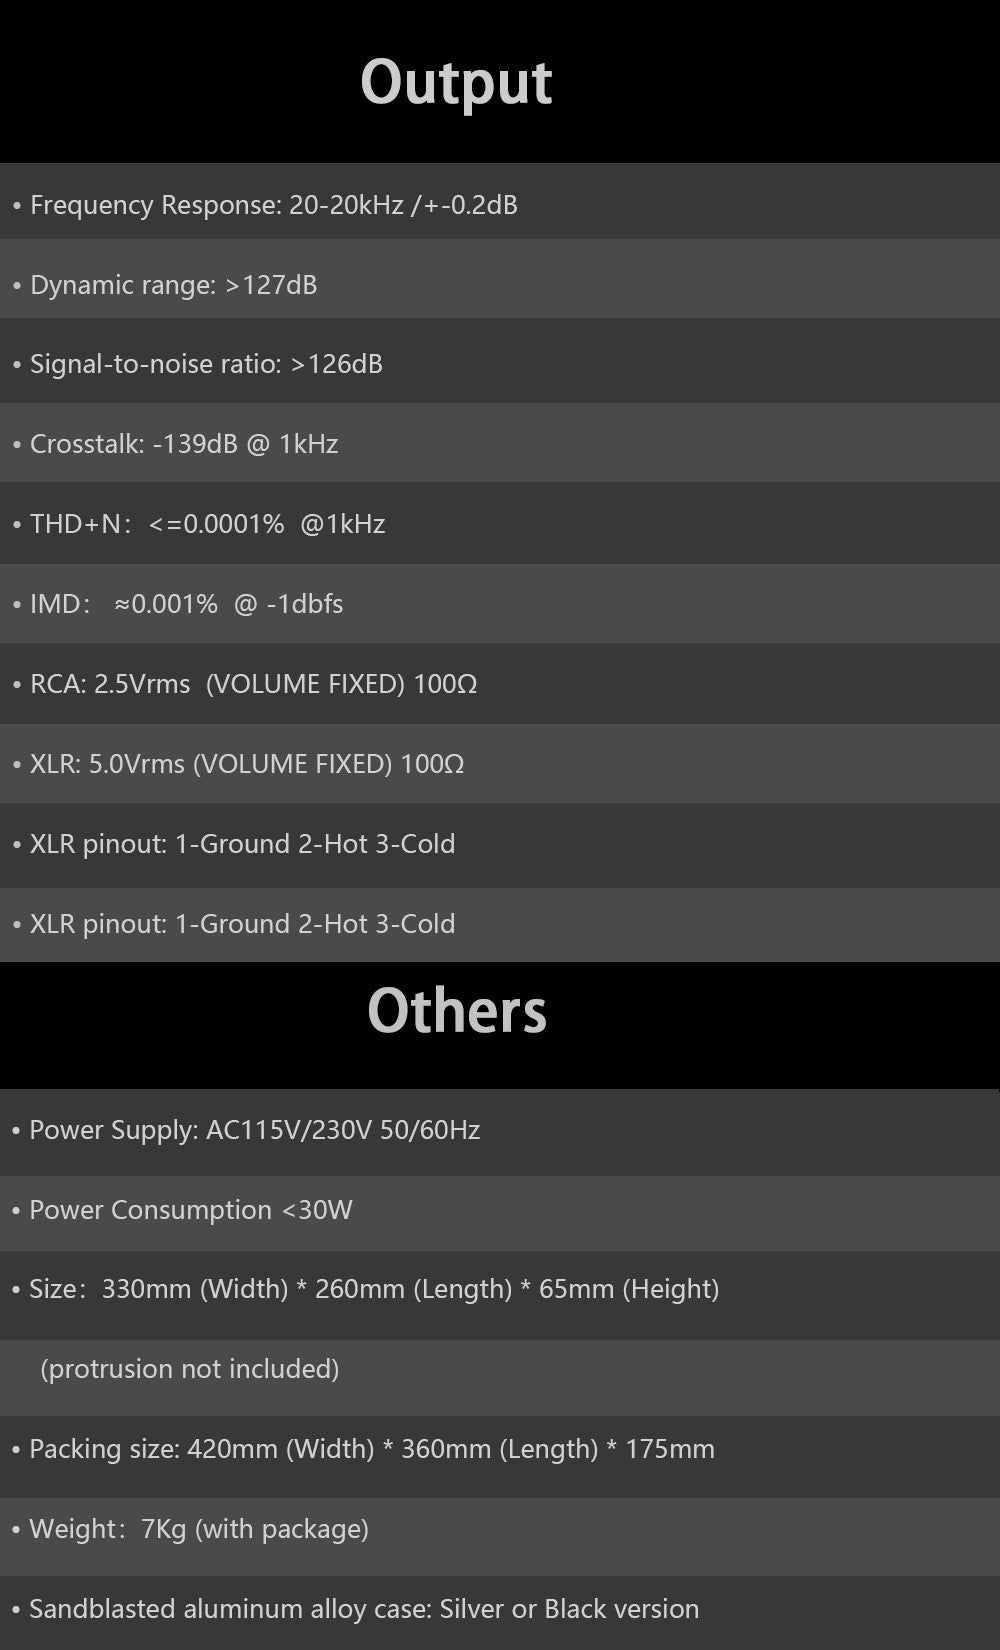 Output
• Frequency Response: 20-20kHz /+-0.2dB
• Dynamic range: >127dB
• Signal-to-noise ratio: >126dB
• Crosstalk: -139dB @ 1kHz
• THD+N： <=0.0001%  @1kHz
• IMD：  ≈0.001%  @ -1dbfs
• RCA: 2.5Vrms  (VOLUME FIXED) 100Ω
• XLR: 5.0Vrms (VOLUME FIXED) 100Ω
• XLR pinout: 1-Ground 2-Hot 3-Cold
• XLR pinout: 1-Ground 2-Hot 3-Cold
Others
• Power Supply: AC115V/230V 50/60Hz
• Power Consumption <30W
• Size：330mm (Width) * 260mm (Length) * 65mm (Height)
(protrusion not included)
• Packing size: 420mm (Width) * 360mm (Length) * 175mm
• Weight：7Kg (with package)
• Sandblasted aluminum alloy case: Silver or Black version